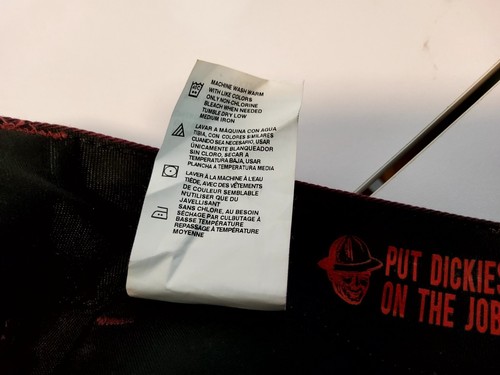 MACHINE WASH WARM
WITH LIKE COLORS
ONLY NON-CHLORINE
BLEACH WHEN NEEDED
TUMBLE DRY LOW
MEDIUM IRON
LAVAR A MÁQUINA CON AGUA
TIBIA, CON COLORES SIMILARES
CUANDO SEA NECESARIO, USAR
ÚNICAMENTE BLANQUEADOR
SIN CLORO, SECAR A
TEMPERATURA BAJA, USAR
PLANCHA A TEMPERATURA MEDIA
LAVER À LA MACHINE À L'EAU
TIÈDE, AVEC DES VÊTEMENTS
DE COULEUR SEMBLABLE
N'UTILISER QUE DU
JAVELLISANT
SANS CHLORE, AU BESOIN
SÉCHAGE PAR CULBUTAGE À
BASSE TEMPÉRATURE
REPASSAGE À TEMPÉRATURE
MOYENNE
PUT DICKIES
ON THE JOB